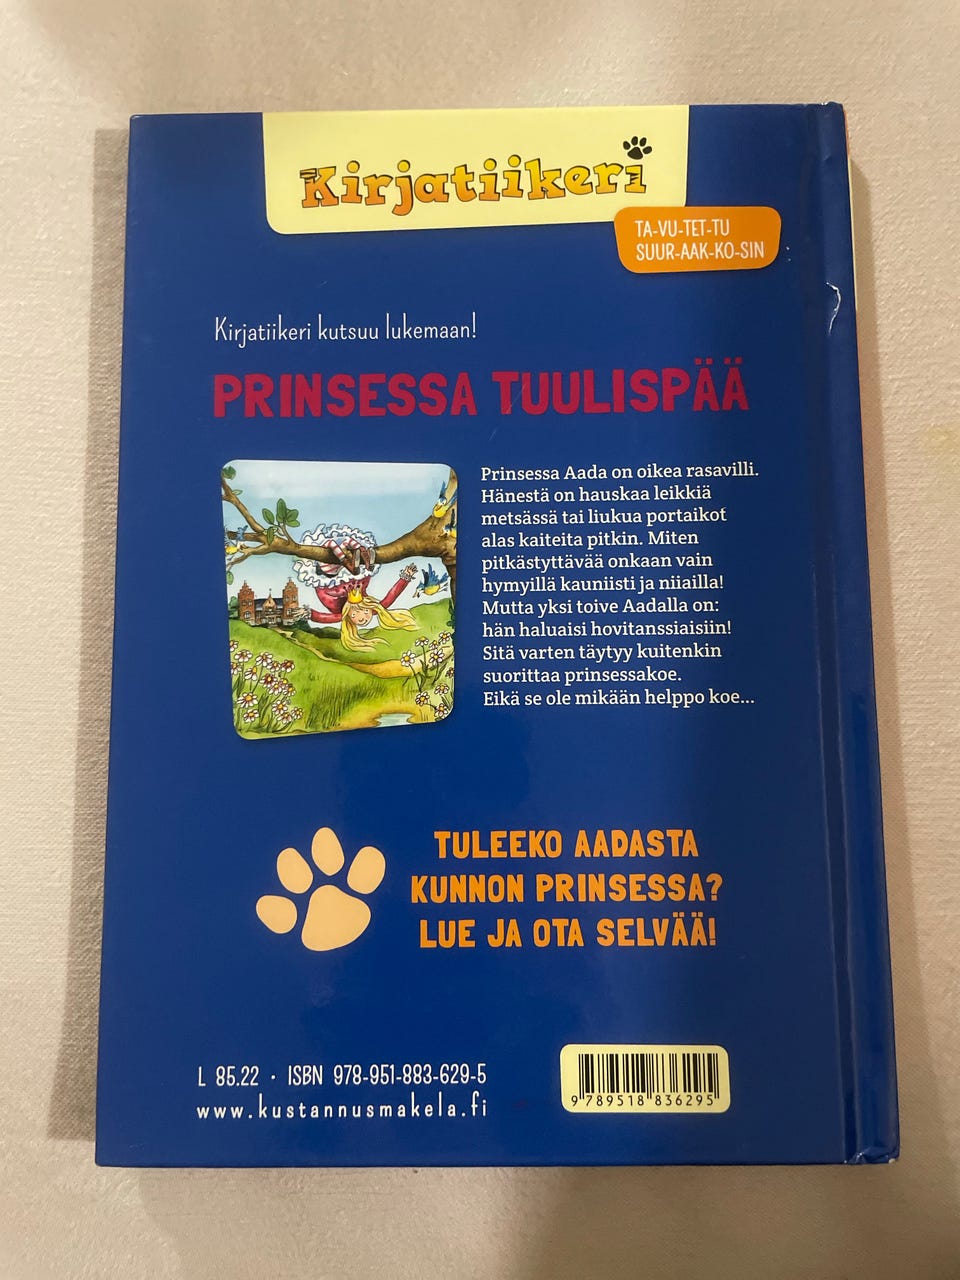 Kirjatiikeri
TA-VU-TET-TU
SUUR-AAK-KO-SIN
Kirjatiikeri kutsuu lukemaan!
PRINSESSA TUULISPÄÄ
Prinsessa Aada on oikea rasavilli.
Hänestä on hauskaa leikkiä
metsässä tai liukua portaikot
alas kaiteita pitkin. Miten
pitkästyttävää onkaan vain
hymyillä kauniisti ja niiailla!
Mutta yksi toive Aadalla on:
hän haluaisi hovitanssiaisiin!
Sitä varten täytyy kuitenkin
suorittaa prinsessakoe.
Eikä se ole mikään helppo koe...
TULEEKO AADASTA
KUNNON PRINSESSA?
LUE JA OTA SELVÄÄ!
L 85.22 · ISBN 978-951-883-629-5
www.kustannusmakela.fi
9 789518 836295